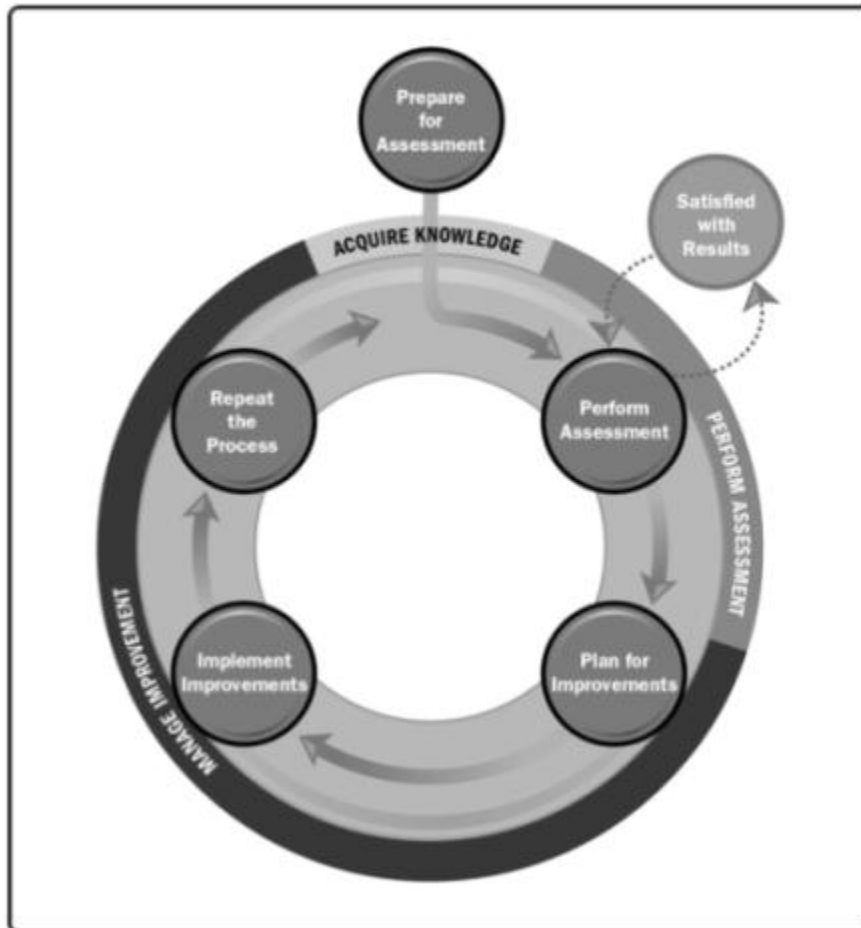 Prepare
for
Assessment
Satisfied
with
Results
ACQUIRE KNOWLEDGE
Repeat
the
Process
Perform
Assessment
PERFORM ASSESSMENT
Implement
Improvements
Plan for
Improvements
MANAGE IMPROVEMENT